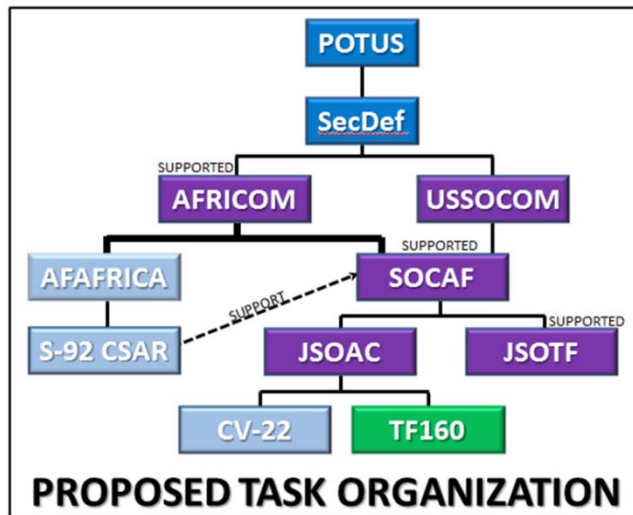 POTUS
SecDef
SUPPORTED
AFRICOM
USSOCOM
SUPPORTED
AFAFRICA
SOCAF
SUPPORT
SUPPORTED
S-92 CSAR
JSOAC
JSOTF
CV-22
TF160
PROPOSED TASK ORGANIZATION